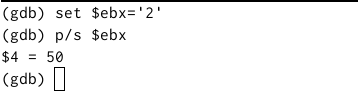 (gdb) set $ebx='2'
(gdb) p/s $ebx
$4 = 50
(gdb)